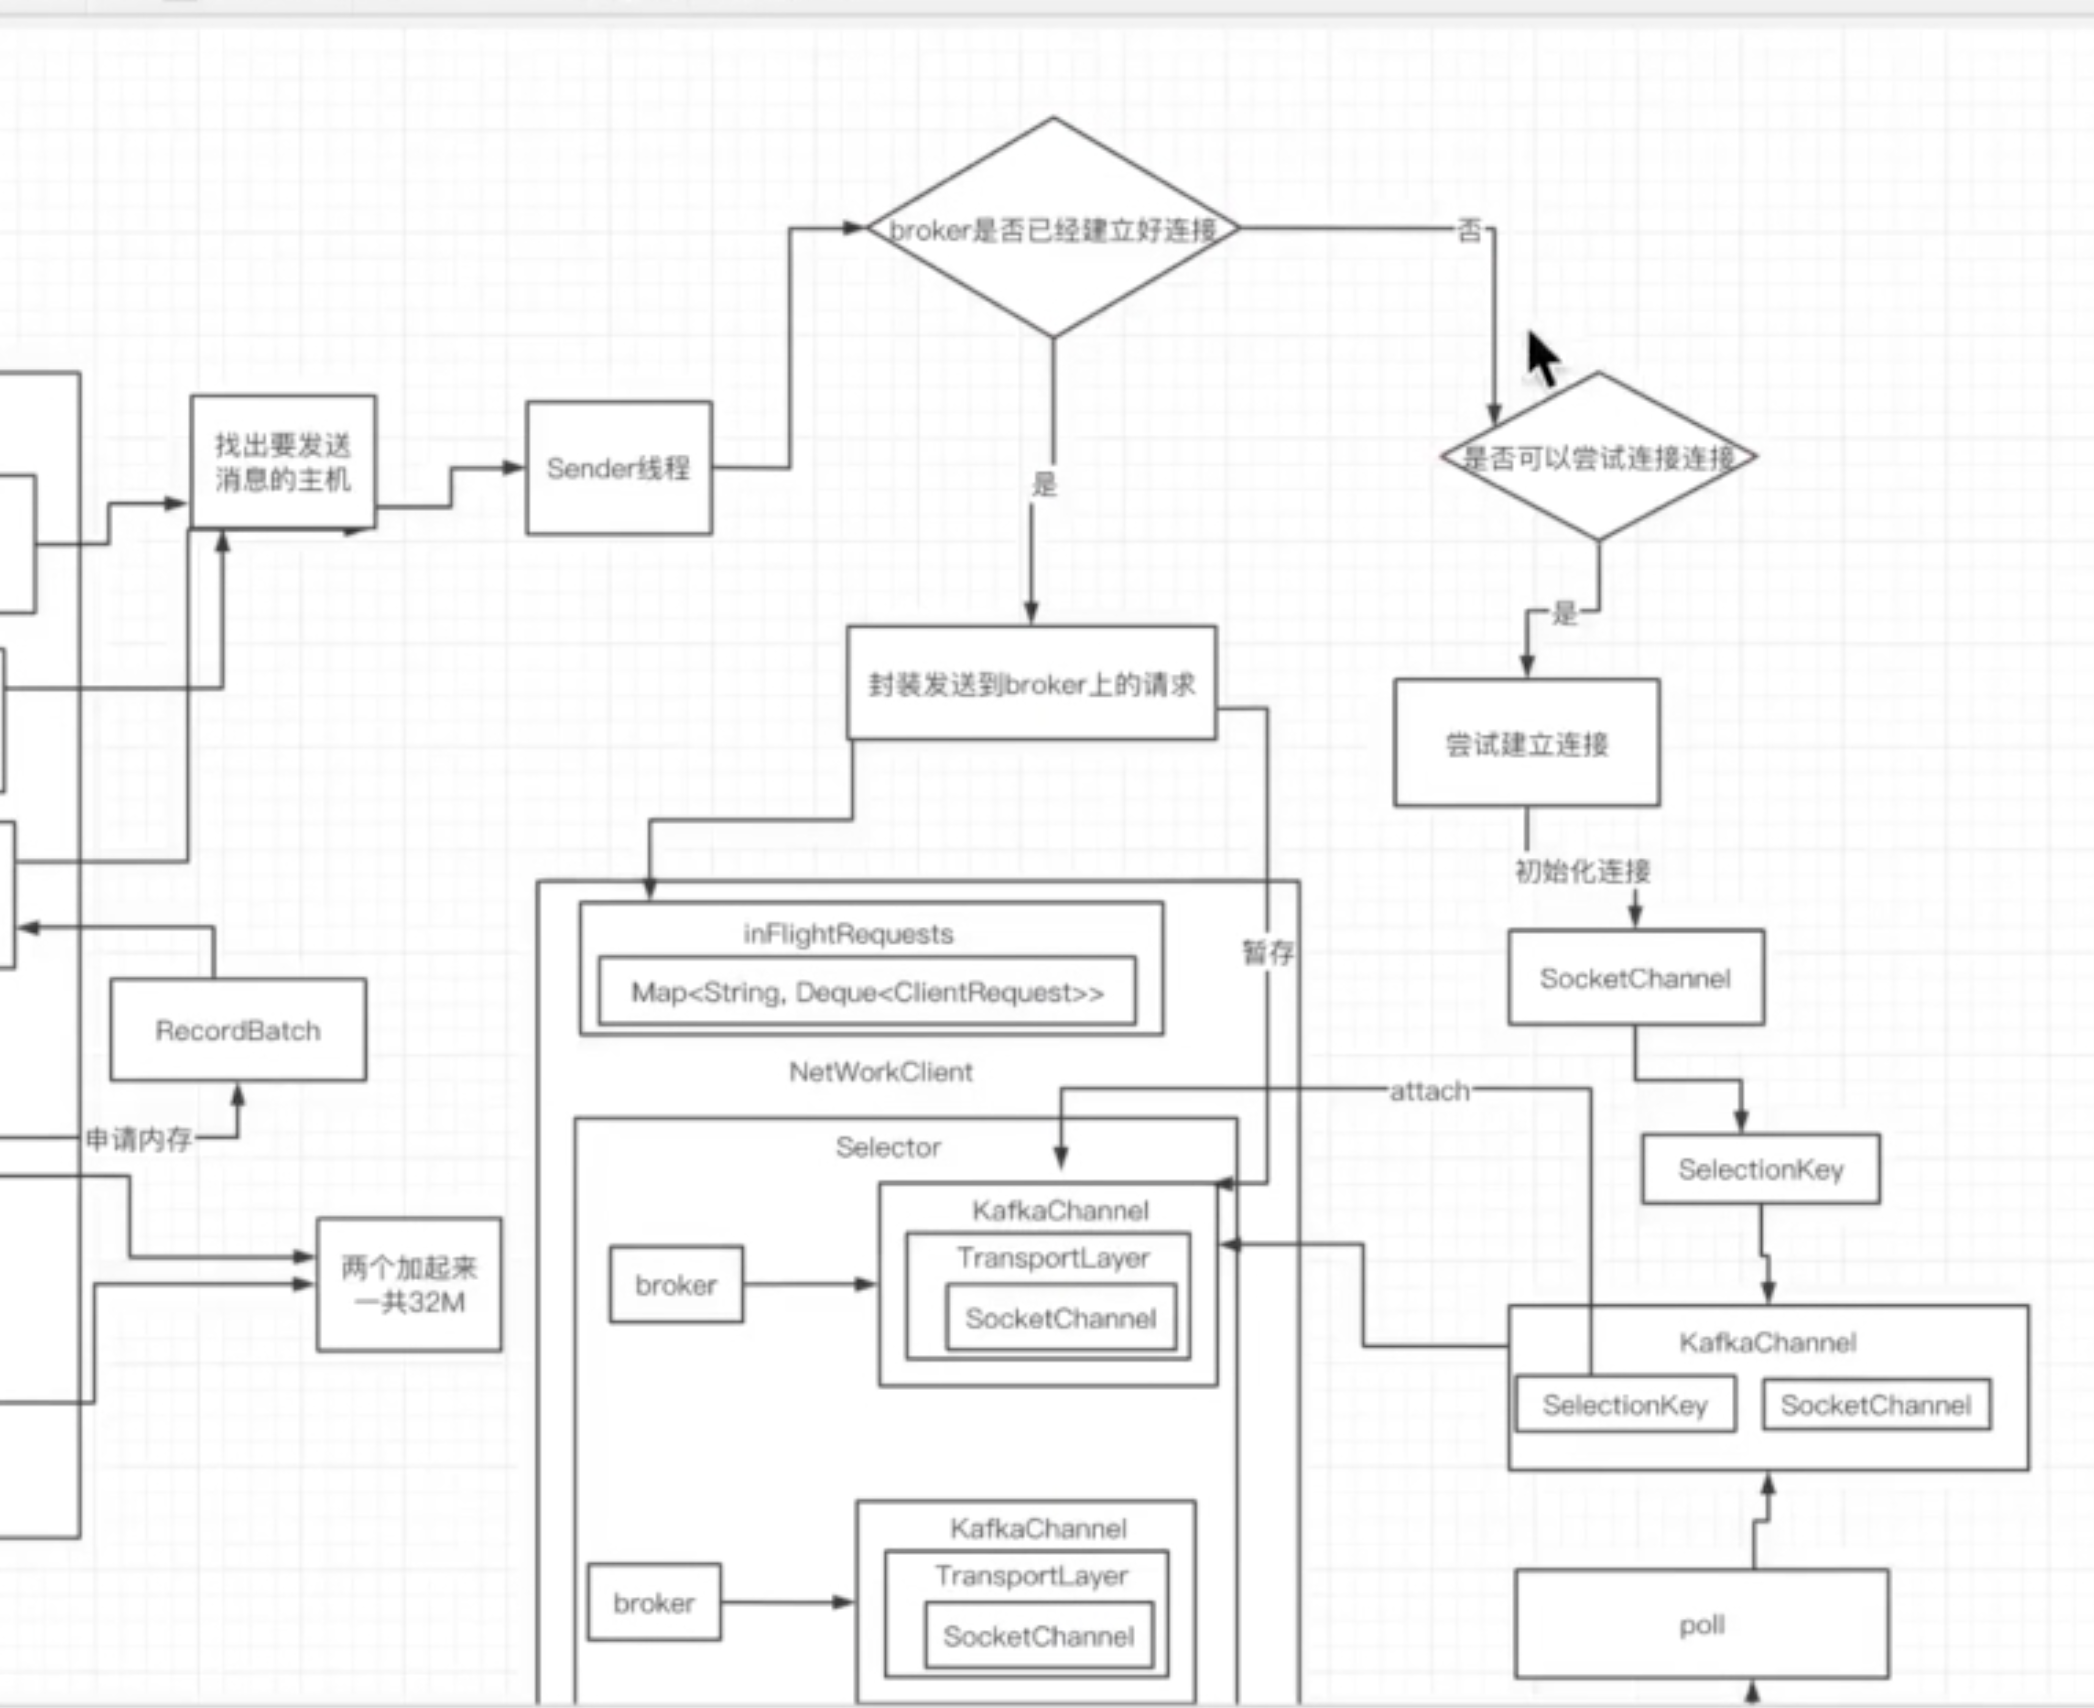 broker是否已经建立好连接
否
找出要发送
消息的主机
Sender线程
是否可以尝试连接连接
是
是
封装发送到broker上的请求
尝试建立连接
初始化连接
inFlightRequests
暂存
Map<String, Deque<ClientRequest>>
SocketChannel
RecordBatch
NetWorkClient
attach
申请内存
Selector
SelectionKey
KafkaChannel
TransportLayer
两个加起来
一共32M
broker
SocketChannel
KafkaChannel
SelectionKey
SocketChannel
KafkaChannel
TransportLayer
broker
SocketChannel
poll